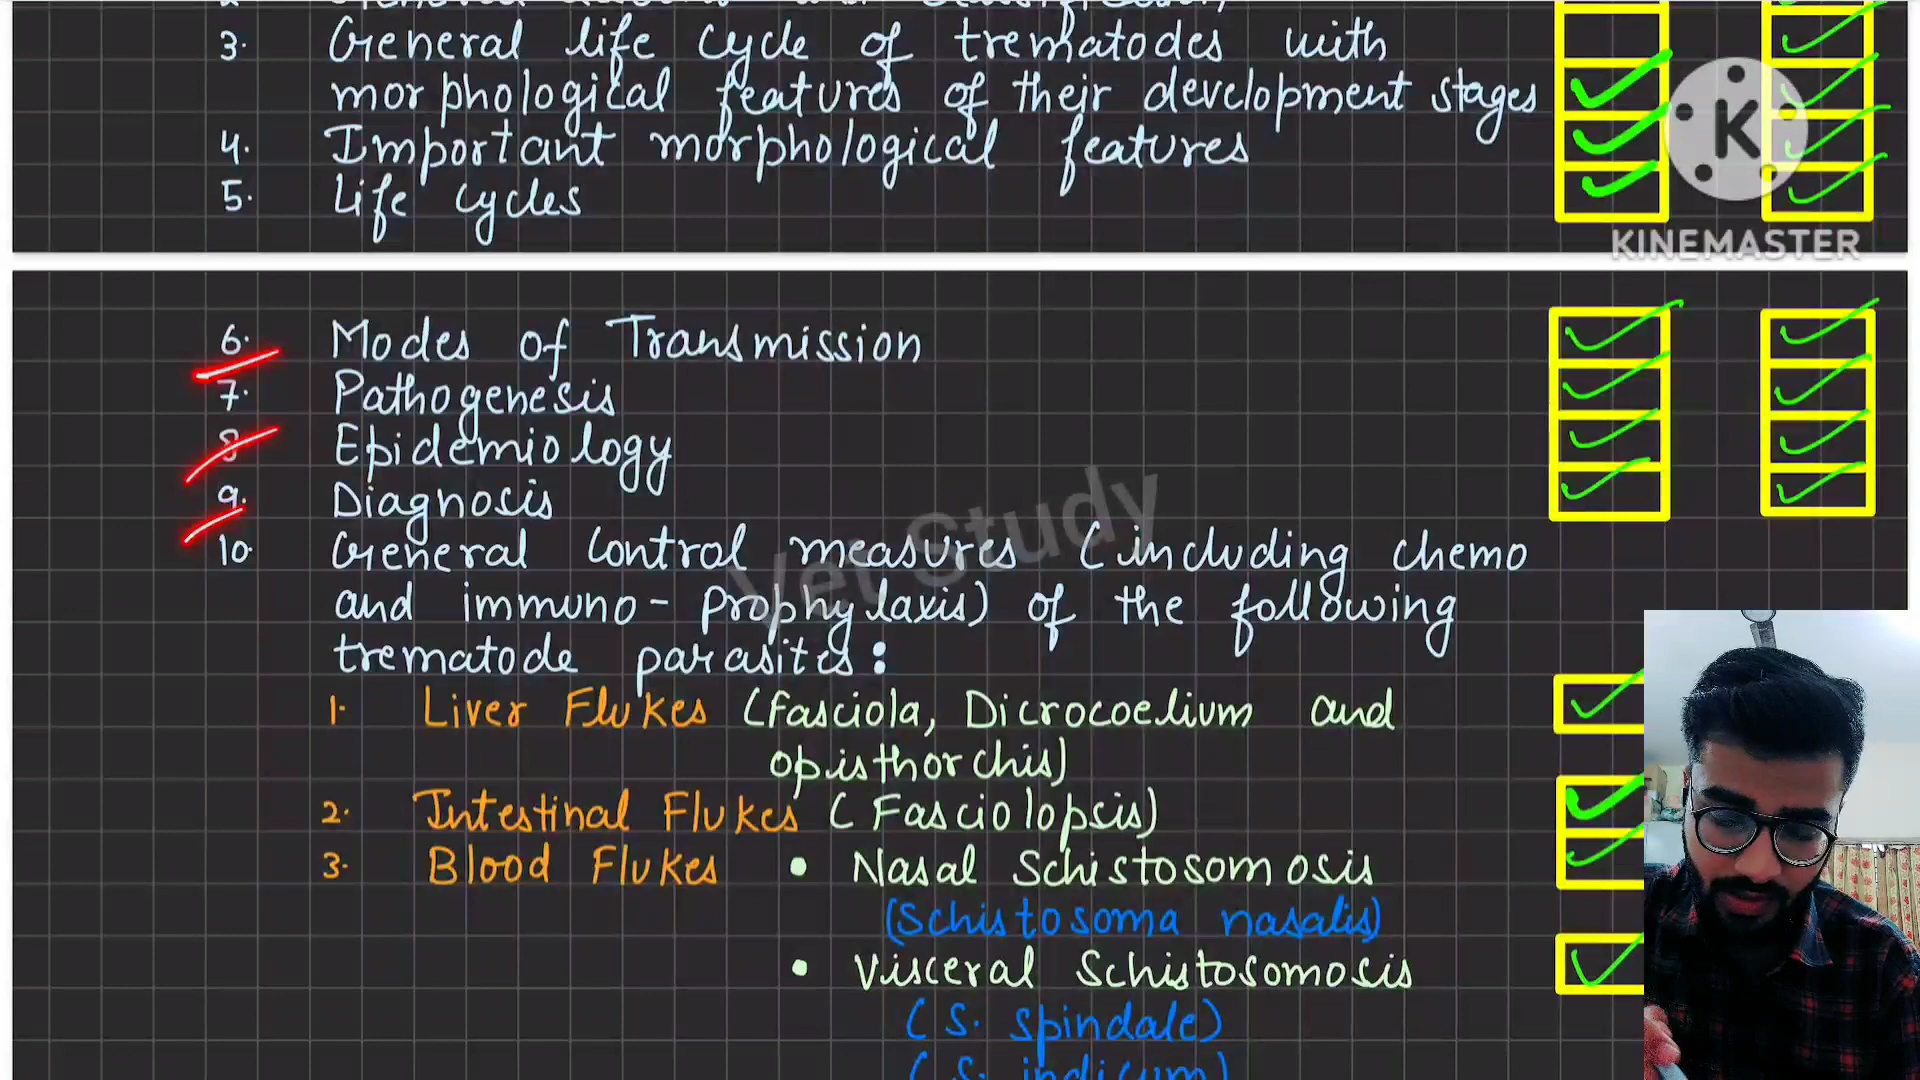 3. General life cycle of trematodes with
morphological features of their development stages
4. Important morphological features
5. Life cycles
K
KINEMASTER
6. Modes of Transmission
7. Pathogenesis
8 Epidemiology
9. Diagnosis
10. General control measures (including chemo
and immuno - prophylaxis) of the following
trematode parasites:
Vet Study
1. Liver Flukes (Fasciola, Dicrocoelium and
opisthorchis)
2. Intestinal Flukes (Fasciolopsis)
3. Blood Flukes • Nasal Schistosomosis
(Schistosoma nasalis)
• Visceral Schistosomosis
(S. spindale)
(S. indicum)